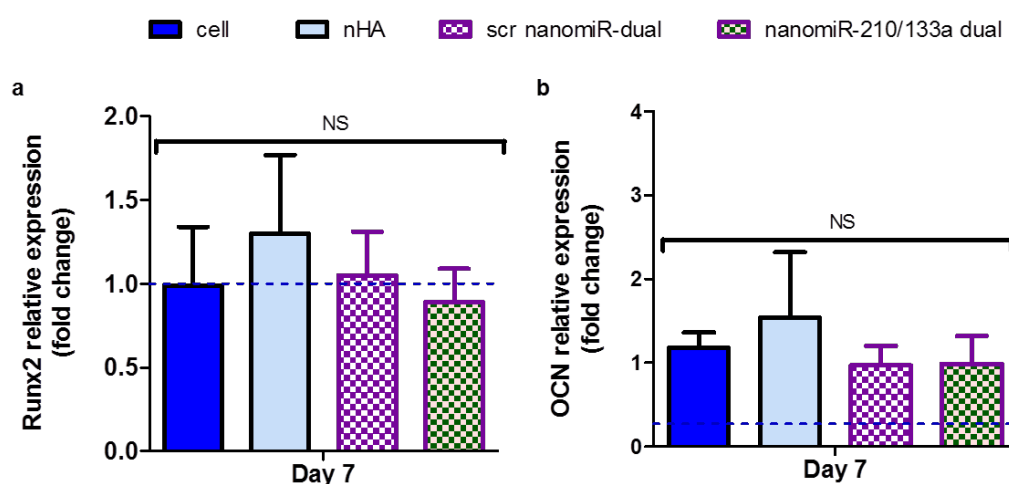 cell nHA scr nanomiR-dual nanomiR-210/133a dual
a
Runx2 relative expression
(fold change)
2.0
1.5
1.0
0.5
0.0
NS
Day 7
b
OCN relative expression
(fold change)
4
3
2
1
0
NS
Day 7